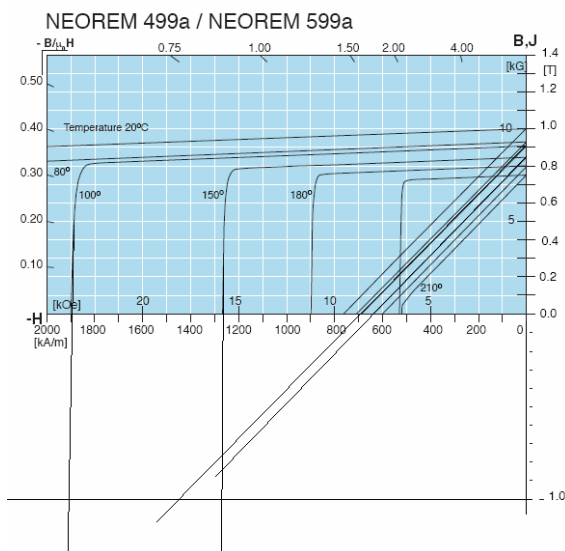 NEOREM 499a / NEOREM 599a
- B/µ₀H 0.75 1.00 1.50 2.00 4.00 B,J
1.4
[kG] [T]
0.50 1.2
Temperature 20ºC 10 1.0
0.40
80º 0.8
0.30
100º 150º 180º
0.6
0.20 5
0.4
0.10 210º 0.2
[kOe] 20 15 10 5
-H 0.0
2000 1800 1600 1400 1200 1000 800 600 400 200 0
[kA/m]
- 1.0